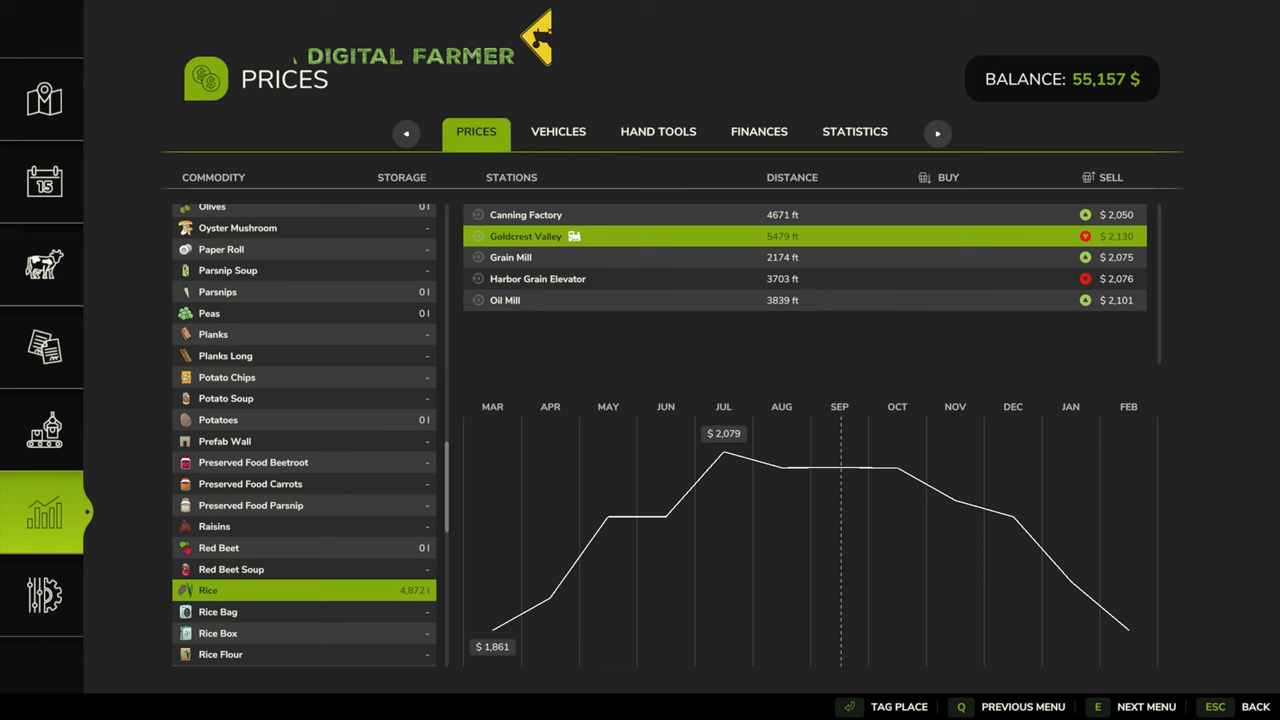 DIGITAL FARMER
PRICES
BALANCE: 55,157 $
PRICES VEHICLES HAND TOOLS FINANCES STATISTICS
COMMODITY STORAGE STATIONS DISTANCE BUY SELL
15
Olives 0 l
Oyster Mushroom -
Paper Roll -
Parsnip Soup -
Parsnips 0 l
Peas 0 l
Planks -
Planks Long -
Potato Chips -
Potato Soup -
Potatoes 0 l
Prefab Wall -
Preserved Food Beetroot -
Preserved Food Carrots -
Preserved Food Parsnip -
Raisins -
Red Beet 0 l
Red Beet Soup -
Rice 4,872 l
Rice Bag -
Rice Box -
Rice Flour -
Canning Factory 4671 ft $ 2,050
Goldcrest Valley 5479 ft $ 2,130
Grain Mill 2174 ft $ 2,075
Harbor Grain Elevator 3703 ft $ 2,076
Oil Mill 3839 ft $ 2,101
MAR APR MAY JUN JUL AUG SEP OCT NOV DEC JAN FEB
$ 2,079
$ 1,861
TAG PLACE Q PREVIOUS MENU E NEXT MENU ESC BACK